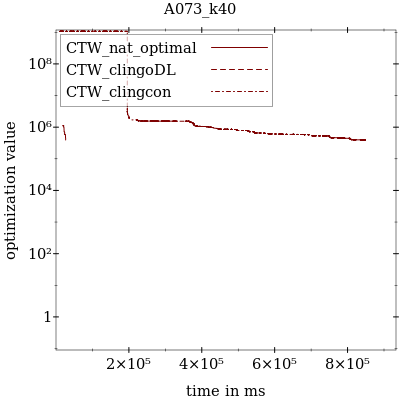 A073_k40
CTW_nat_optimal
CTW_clingoDL
CTW_clingcon
10⁸
10⁶
10⁴
10²
1
optimization value
2×10⁵ 4×10⁵ 6×10⁵ 8×10⁵
time in ms